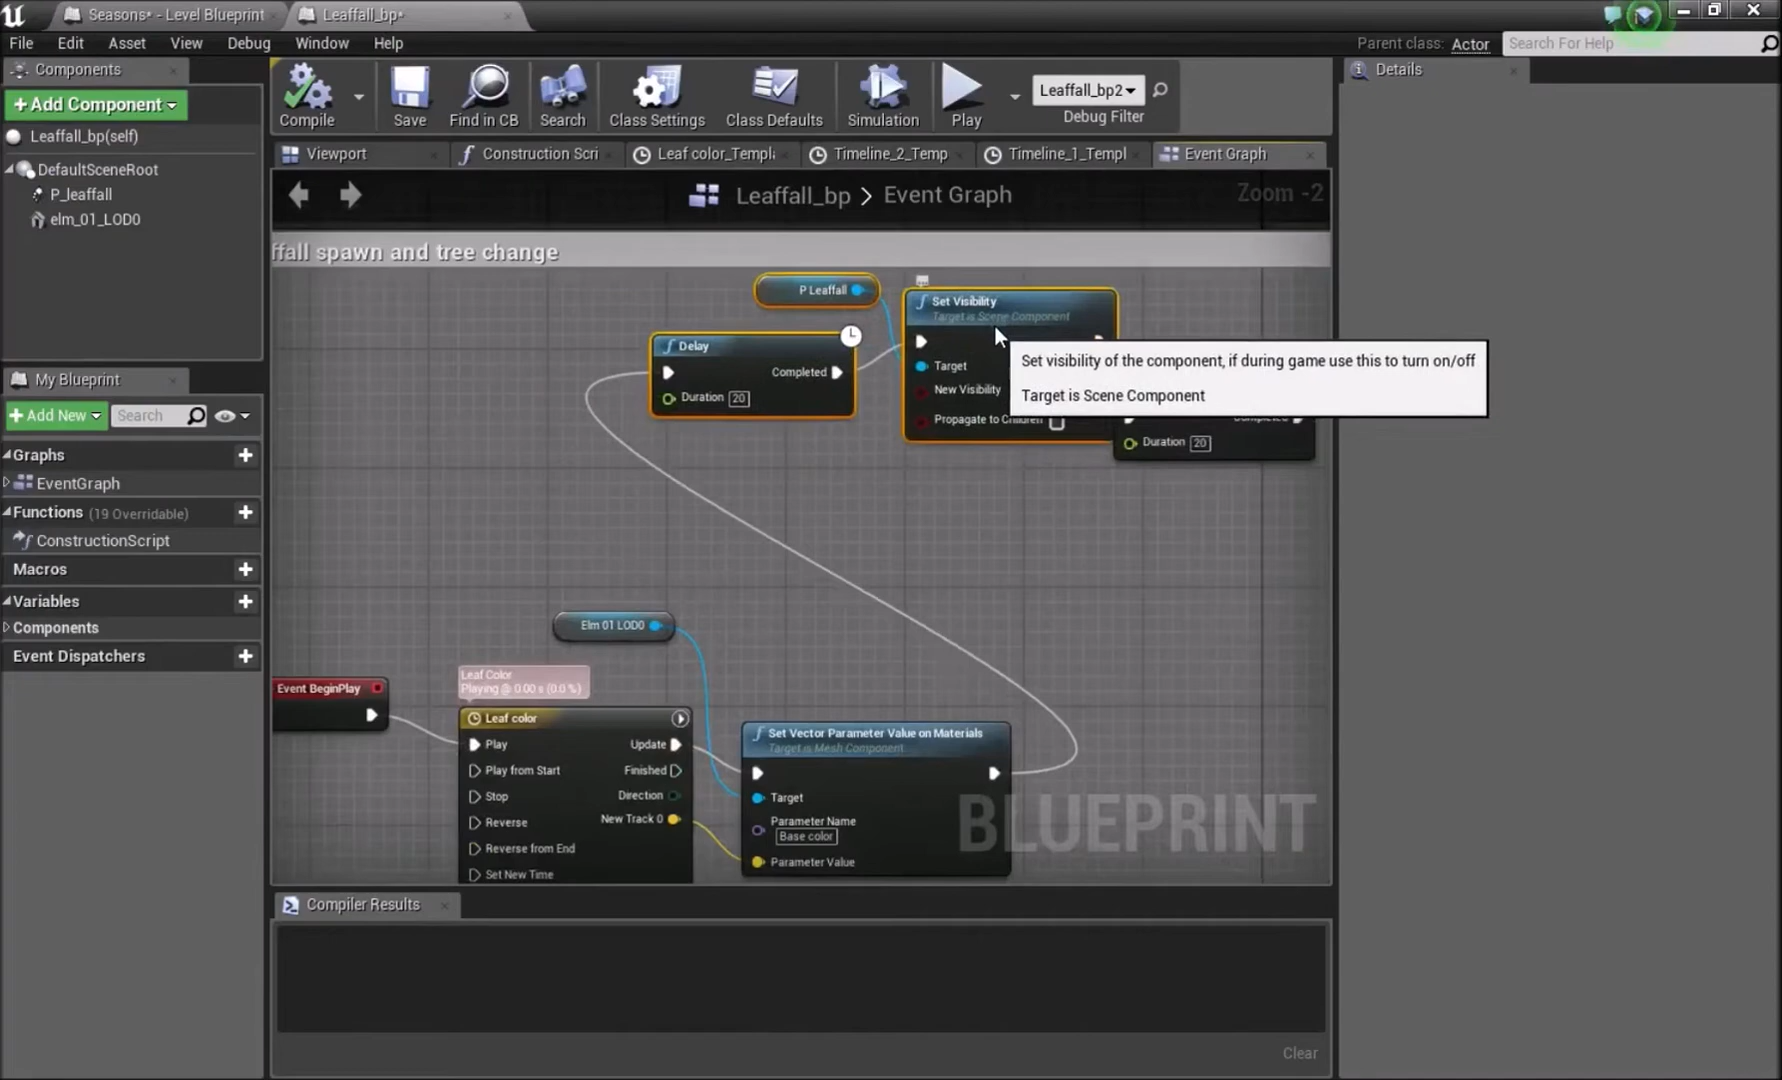 Seasons* - Level Blueprint
Leaffall_bp*
File Edit Asset View Debug Window Help
Parent class: Actor
Search For Help
Components
+ Add Component
Leaffall_bp(self)
DefaultSceneRoot
P_leaffall
elm_01_LOD0
Compile
Save
Find in CB
Search
Class Settings
Class Defaults
Simulation
Play
Leaffall_bp2
Debug Filter
Details
Viewport
Construction Scri
Leaf color_Templa
Timeline_2_Temp
Timeline_1_Templ
Event Graph
Leaffall_bp > Event Graph
Zoom -2
ffall spawn and tree change
P Leaffall
Set Visibility
Target is Scene Component
Target
New Visibility
Propagate to Children
Delay
Completed
Duration 20
Set visibility of the component, if during game use this to turn on/off
Target is Scene Component
Completed
Duration 20
My Blueprint
+ Add New
Search
Graphs
EventGraph
Functions (19 Overridable)
ConstructionScript
Macros
Variables
Components
Event Dispatchers
Elm 01 LOD0
Event BeginPlay
Leaf Color
Playing @ 0.00 s (0.0 %)
Leaf color
Play
Update
Play from Start
Finished
Stop
Direction
Reverse
New Track 0
Reverse from End
Set New Time
Set Vector Parameter Value on Materials
Target is Mesh Component
Target
Parameter Name
Base color
Parameter Value
BLUEPRINT
Compiler Results
Clear